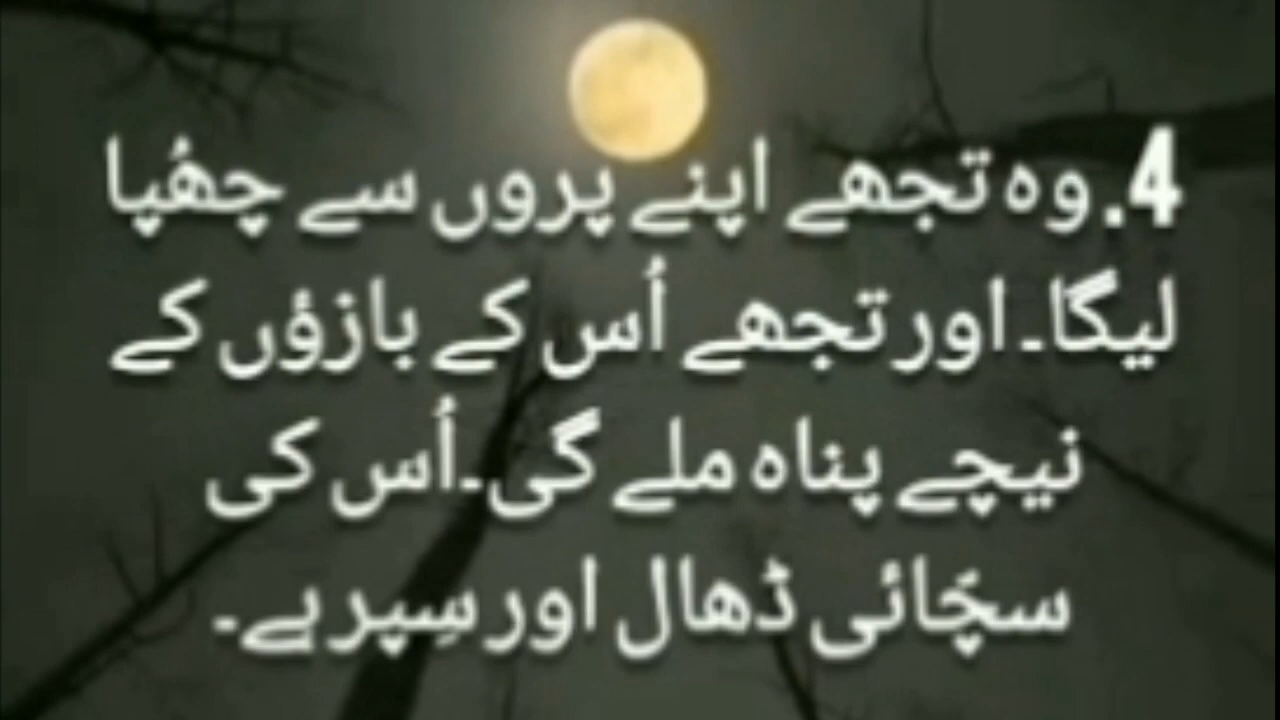 4. وہ تجھے اپنے پروں سے چھُپا
لیگا۔ اور تجھے اُس کے بازؤں کے
نیچے پناہ ملے گی۔اُس کی
سچّائی ڈھال اور سِپر ہے۔